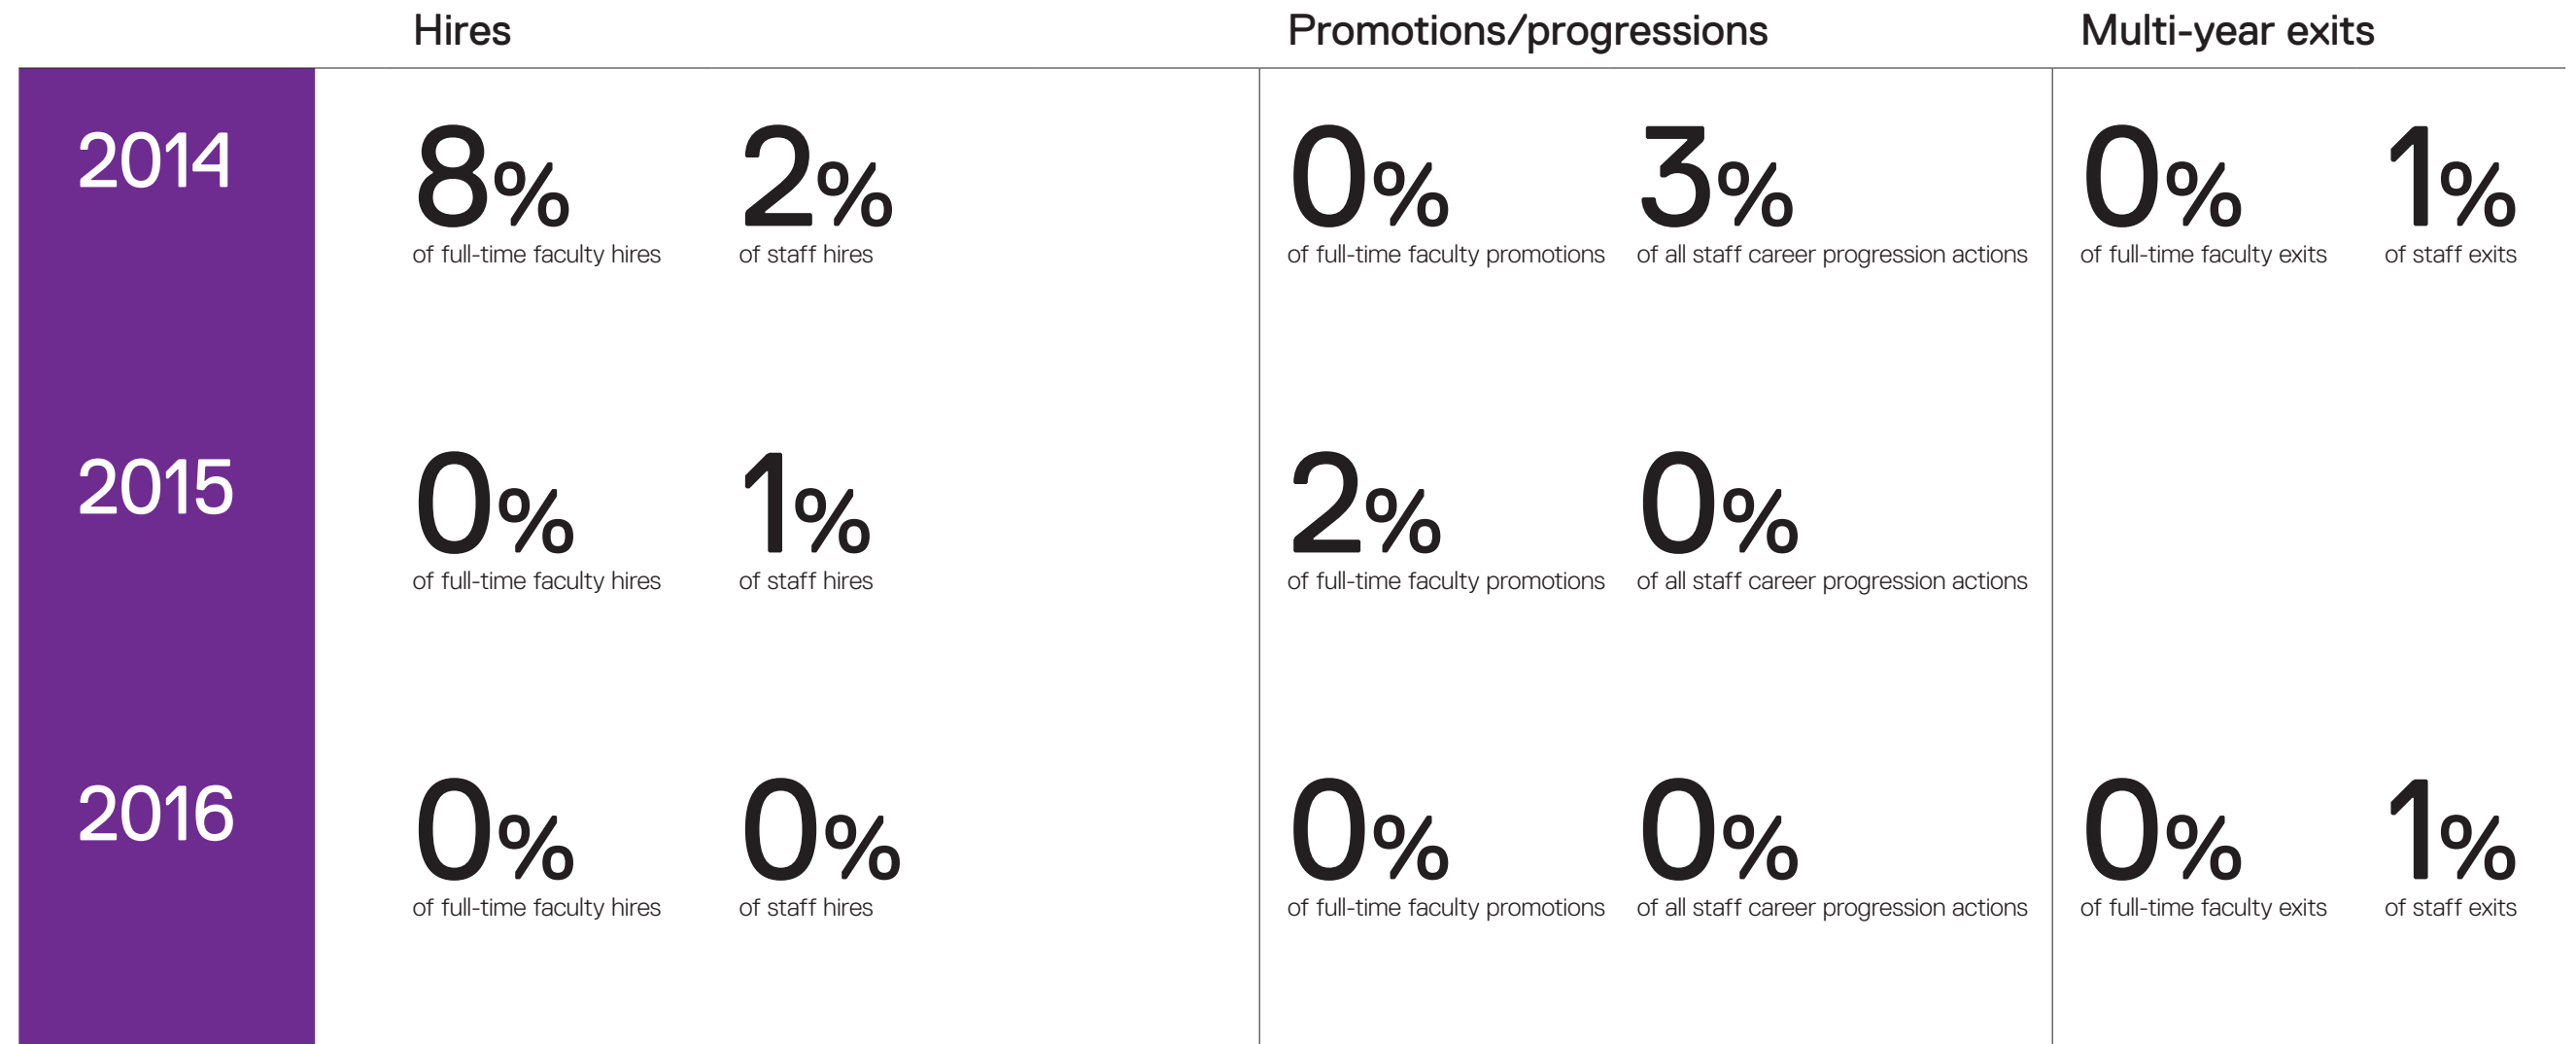 Hires Promotions/progressions Multi-year exits
2014 8% 2% 0% 3% 0% 1%
of full-time faculty hires of staff hires of full-time faculty promotions of all staff career progression actions of full-time faculty exits of staff exits
2015 0% 1% 2% 0%
of full-time faculty hires of staff hires of full-time faculty promotions of all staff career progression actions
2016 0% 0% 0% 0% 0% 1%
of full-time faculty hires of staff hires of full-time faculty promotions of all staff career progression actions of full-time faculty exits of staff exits